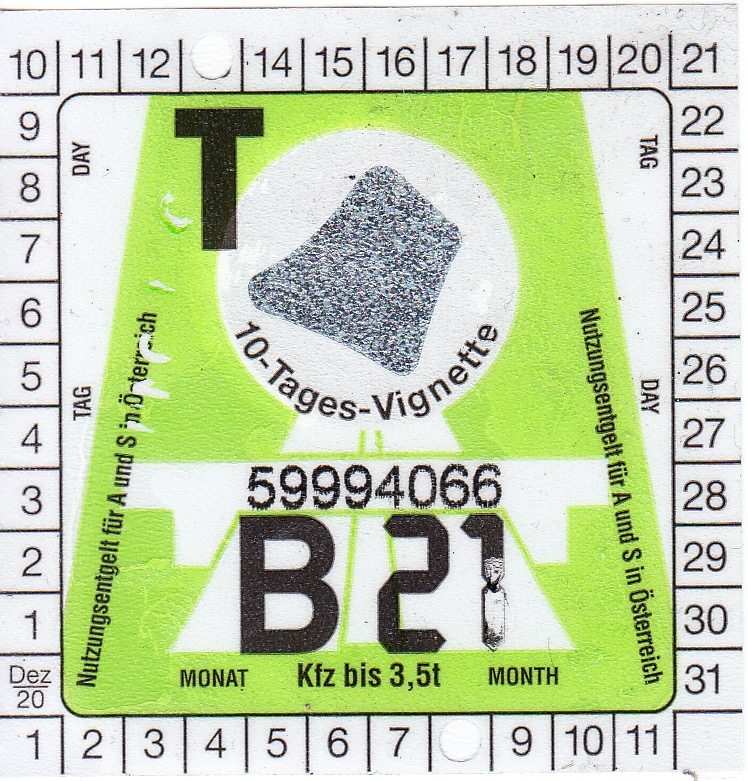 10 11 12 14 15 16 17 18 19 20 21
9 22
8 23
7 24
6 25
5 26
4 27
3 28
2 29
1 30
Dez
20
31
1 2 3 4 5 6 7 9 10 11
DAY
TAG
TAG
DAY
T
10-Tages-Vignette
Nutzungsentgelt für A und S in Österreich
Nutzungsentgelt für A und S in Österreich
59994066
B 21
MONAT Kfz bis 3,5t MONTH